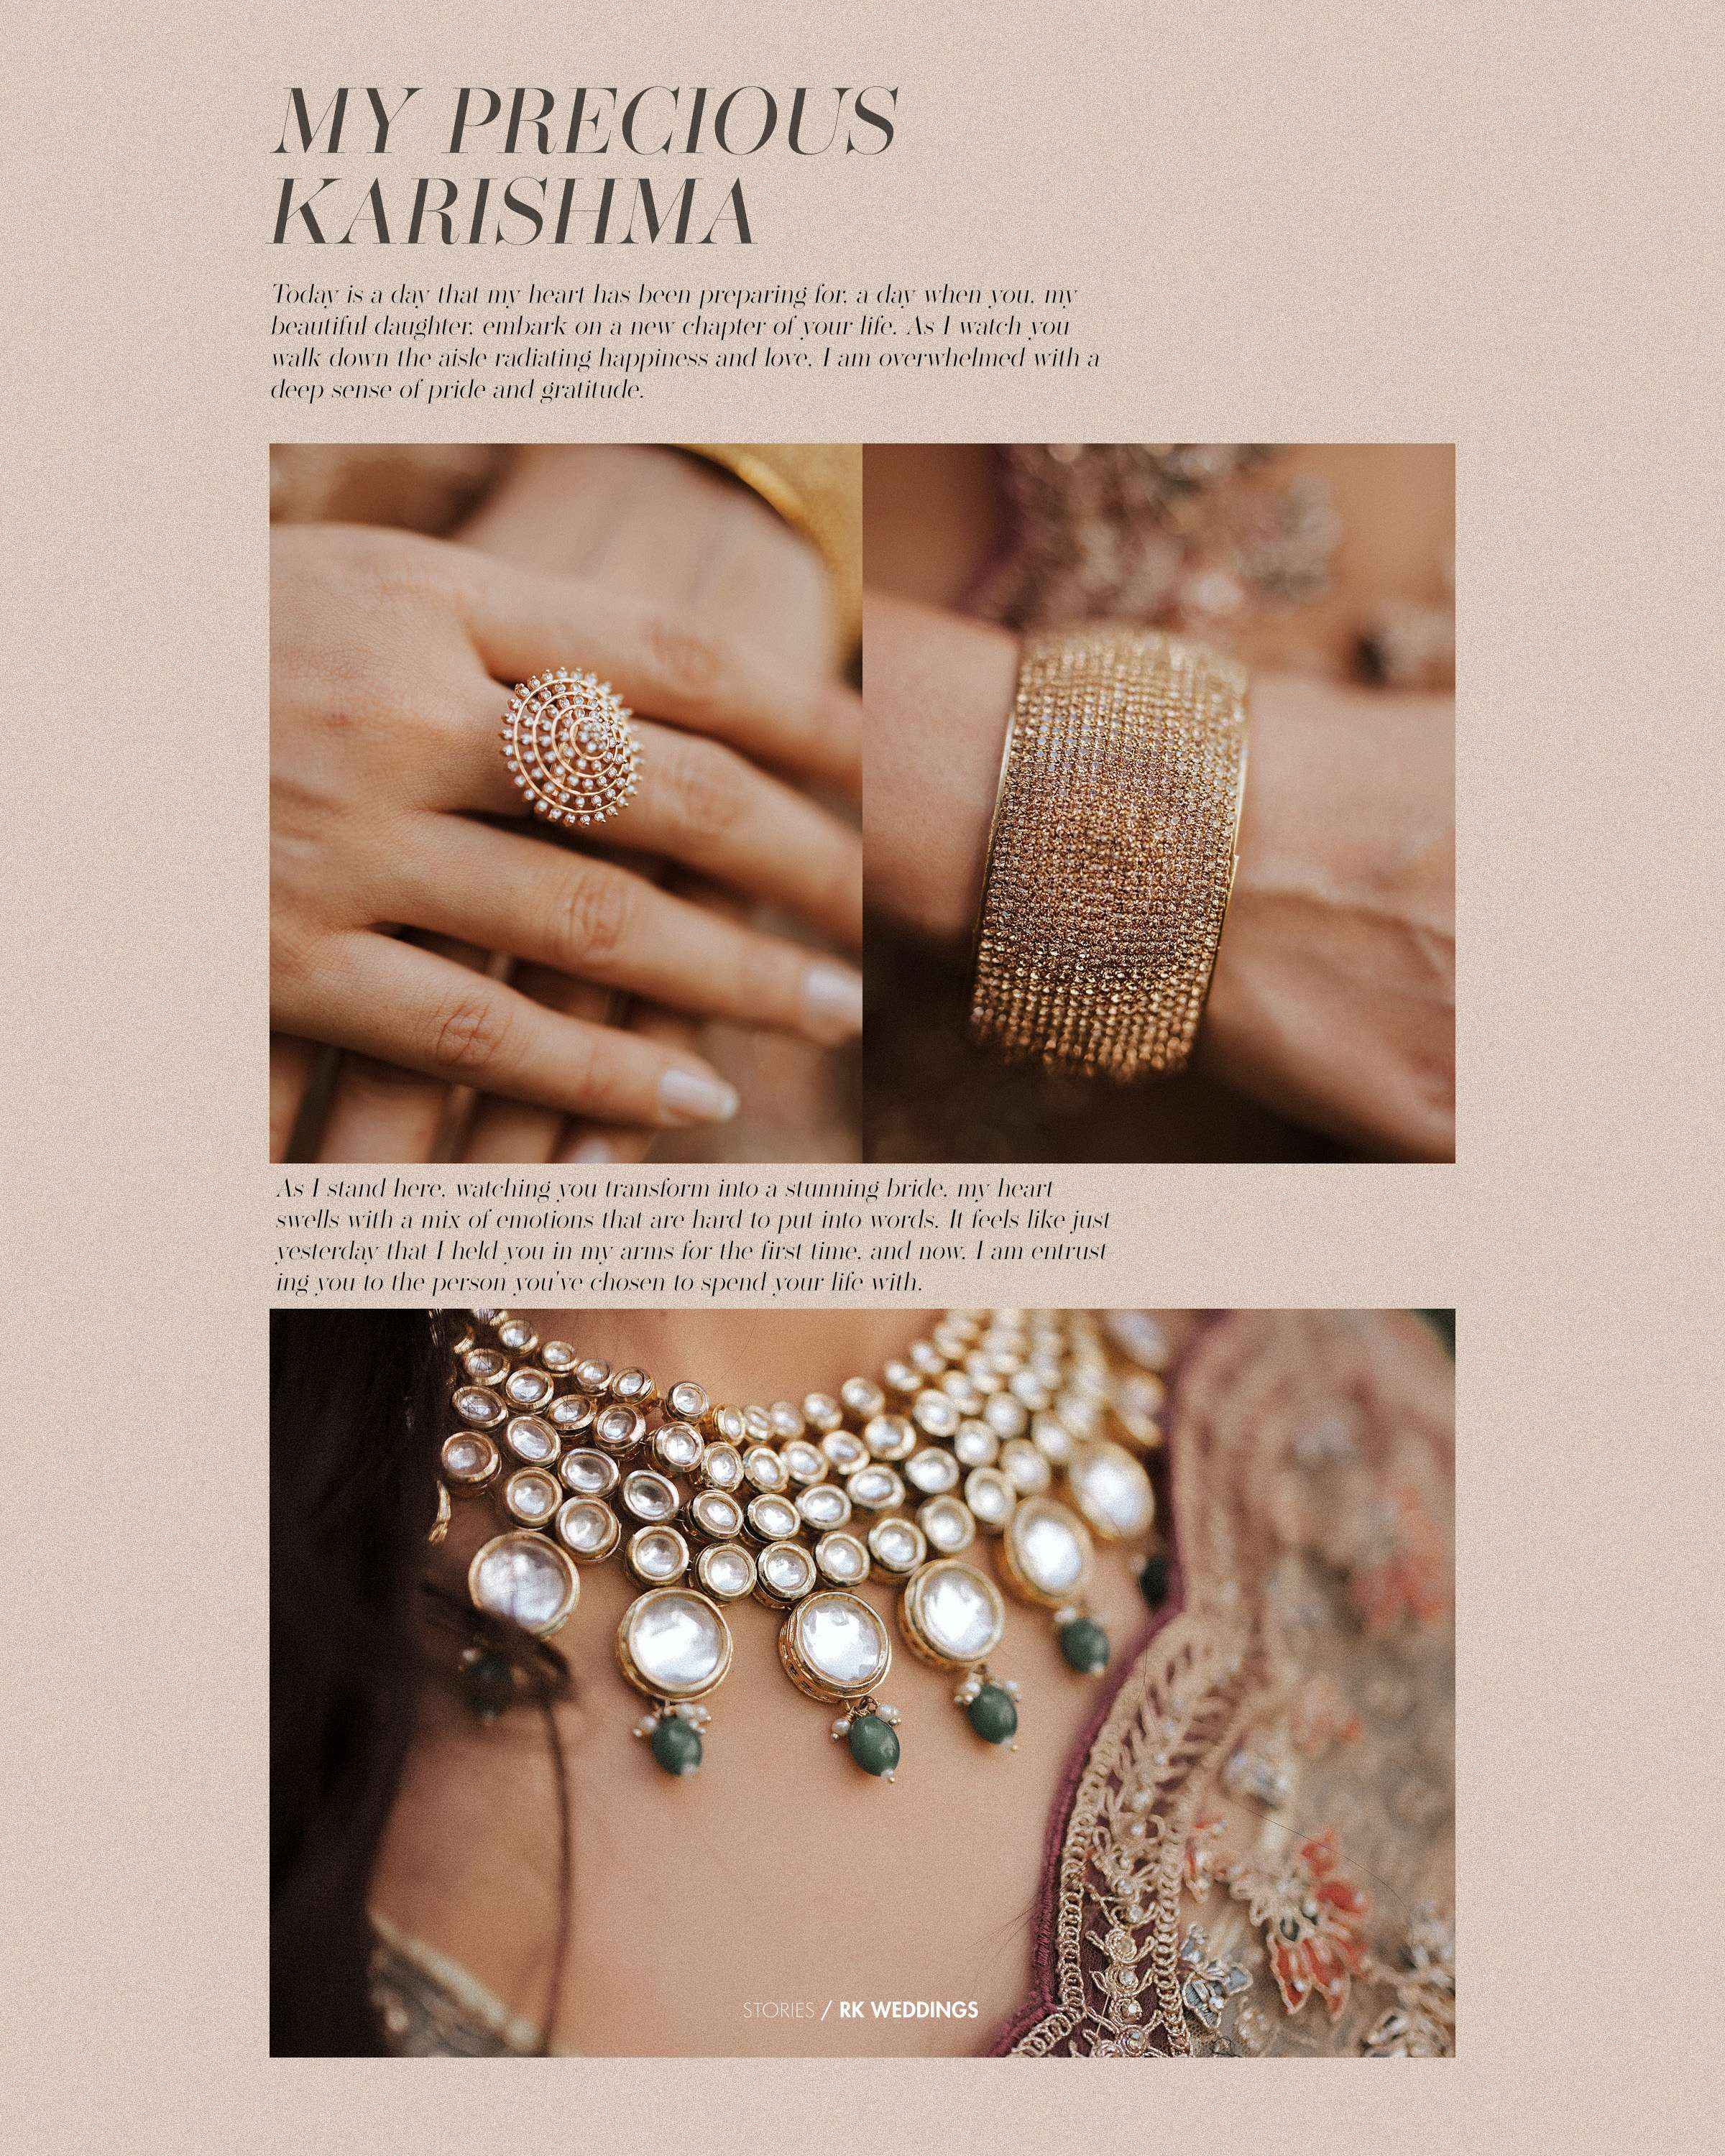 MY PRECIOUS
KARISHMA
Today is a day that my heart has been preparing for, a day when you, my
beautiful daughter, embark on a new chapter of your life. As I watch you
walk down the aisle radiating happiness and love, I am overwhelmed with a
deep sense of pride and gratitude.
As I stand here, watching you transform into a stunning bride, my heart
swells with a mix of emotions that are hard to put into words. It feels like just
yesterday that I held you in my arms for the first time, and now, I am entrust-
ing you to the person you've chosen to spend your life with.
STORIES / RK WEDDINGS